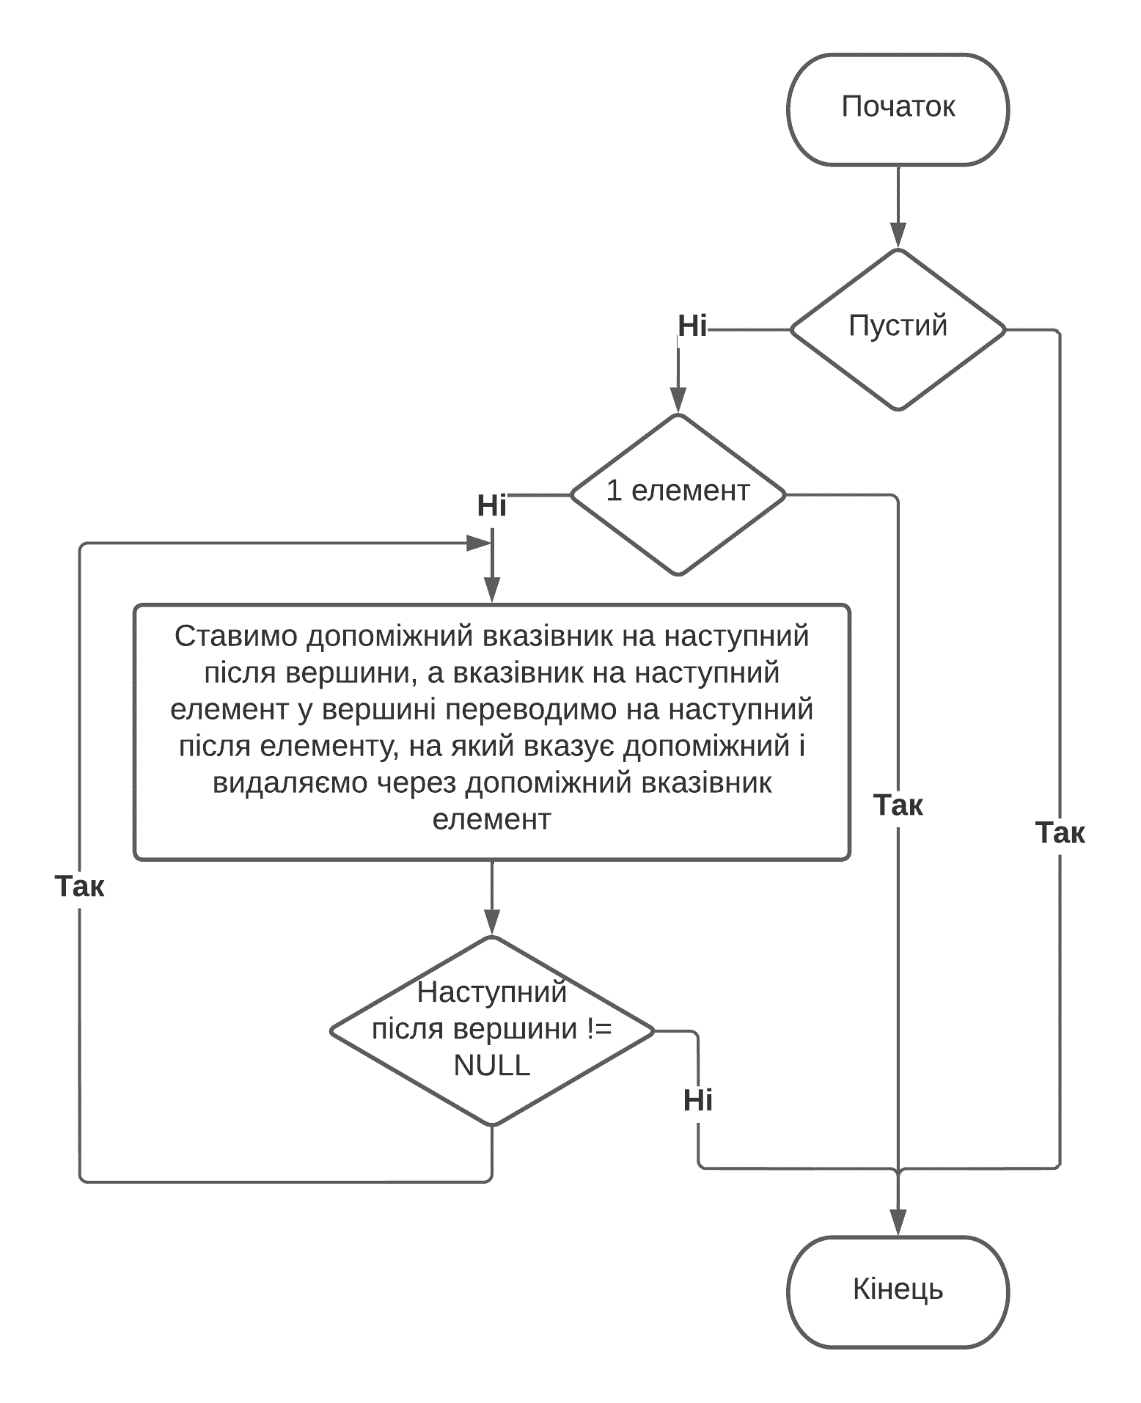 Початок
Пустий
Ні
1 елемент
Ні
Ставимо допоміжний вказівник на наступний
після вершини, а вказівник на наступний
елемент у вершині переводимо на наступний
після елементу, на який вказує допоміжний і
видаляємо через допоміжний вказівник
елемент
Так
Так
Так
Наступний
після вершини !=
NULL
Ні
Кінець